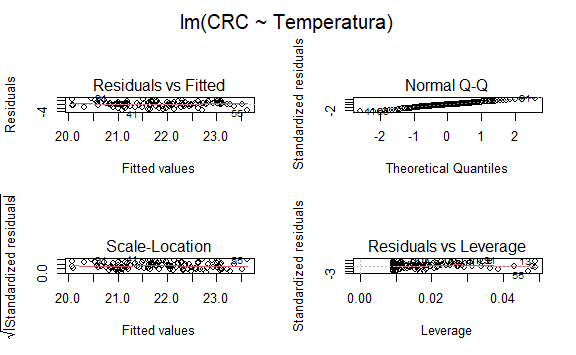 lm(CRC ~ Temperatura)
Residuals vs Fitted
Residuals
-4
41
55
20.0 21.0 22.0 23.0
Fitted values
Normal Q-Q
Standardized residuals
-2
-2 -1 0 1 2
Theoretical Quantiles
Scale-Location
√|Standardized residuals|
0.0
20.0 21.0 22.0 23.0
Fitted values
Residuals vs Leverage
Standardized residuals
-3
55
0.00 0.02 0.04
Leverage